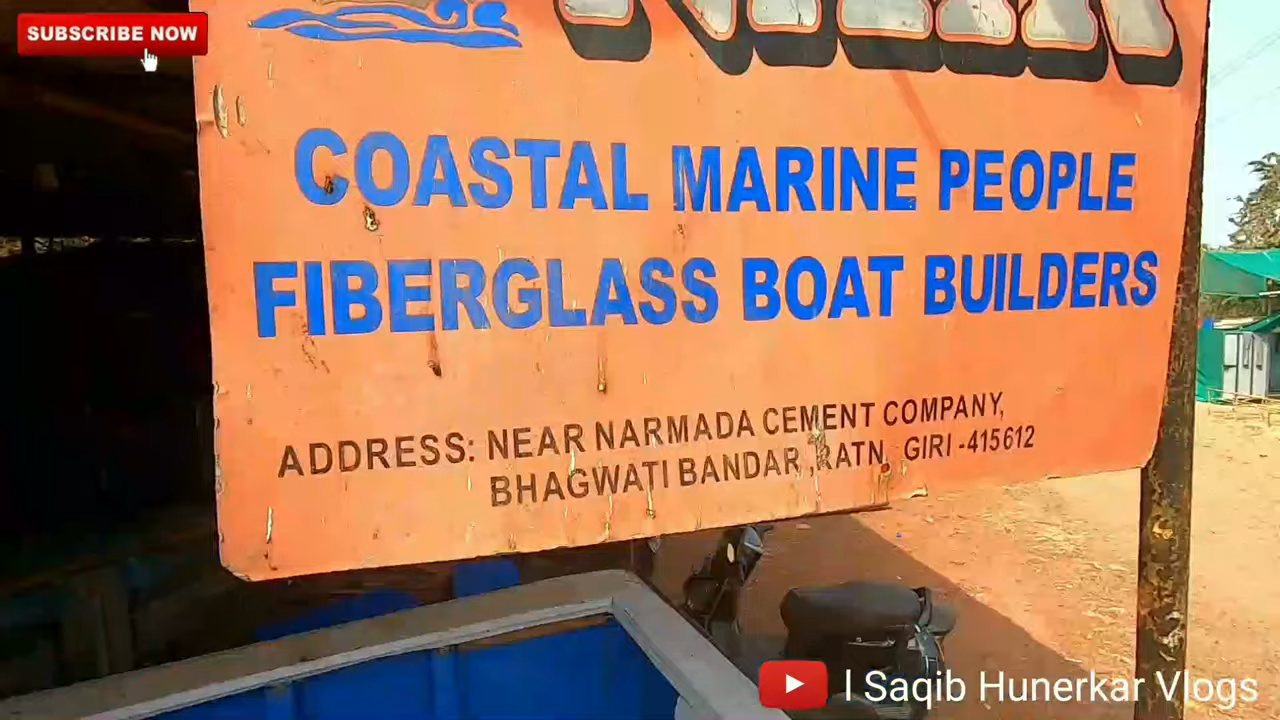 SUBSCRIBE NOW
COASTAL MARINE PEOPLE
FIBERGLASS BOAT BUILDERS
ADDRESS: NEAR NARMADA CEMENT COMPANY,
BHAGWATI BANDAR ,RATN. GIRI -415612
I Saqib Hunerkar Vlogs